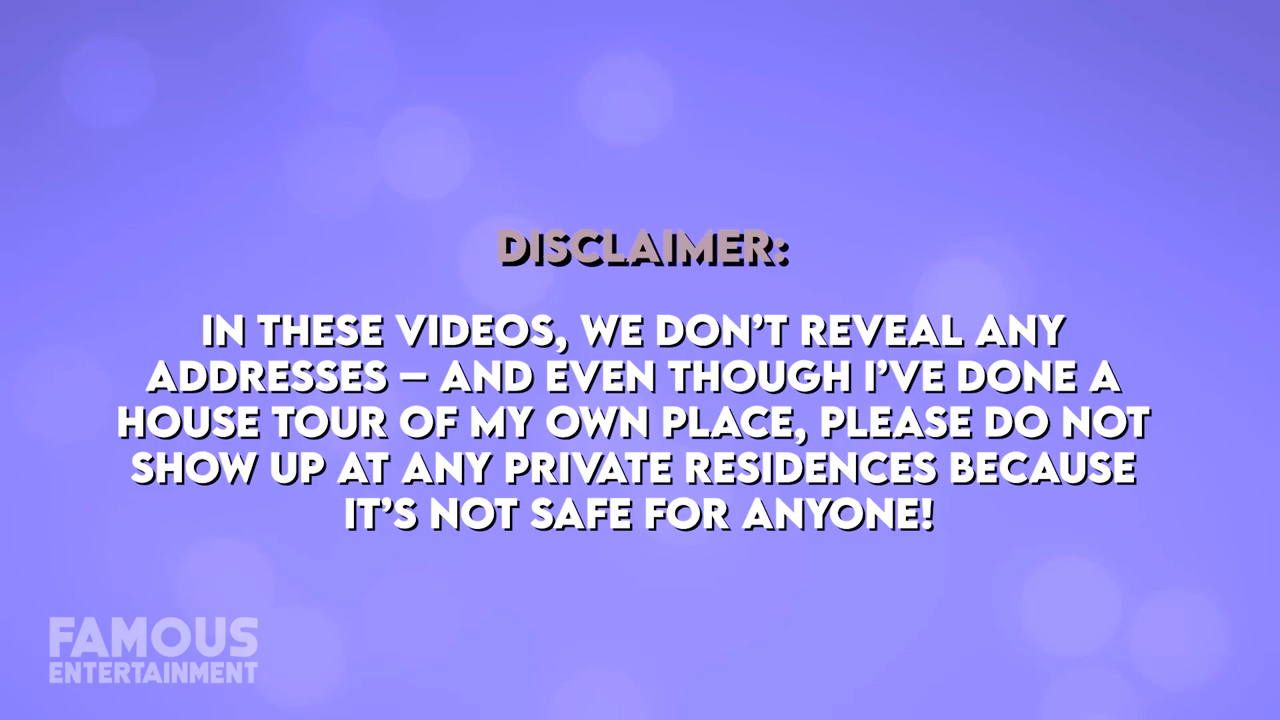 DISCLAIMER:
IN THESE VIDEOS, WE DON'T REVEAL ANY
ADDRESSES – AND EVEN THOUGH I'VE DONE A
HOUSE TOUR OF MY OWN PLACE, PLEASE DO NOT
SHOW UP AT ANY PRIVATE RESIDENCES BECAUSE
IT'S NOT SAFE FOR ANYONE!
FAMOUS
ENTERTAINMENT